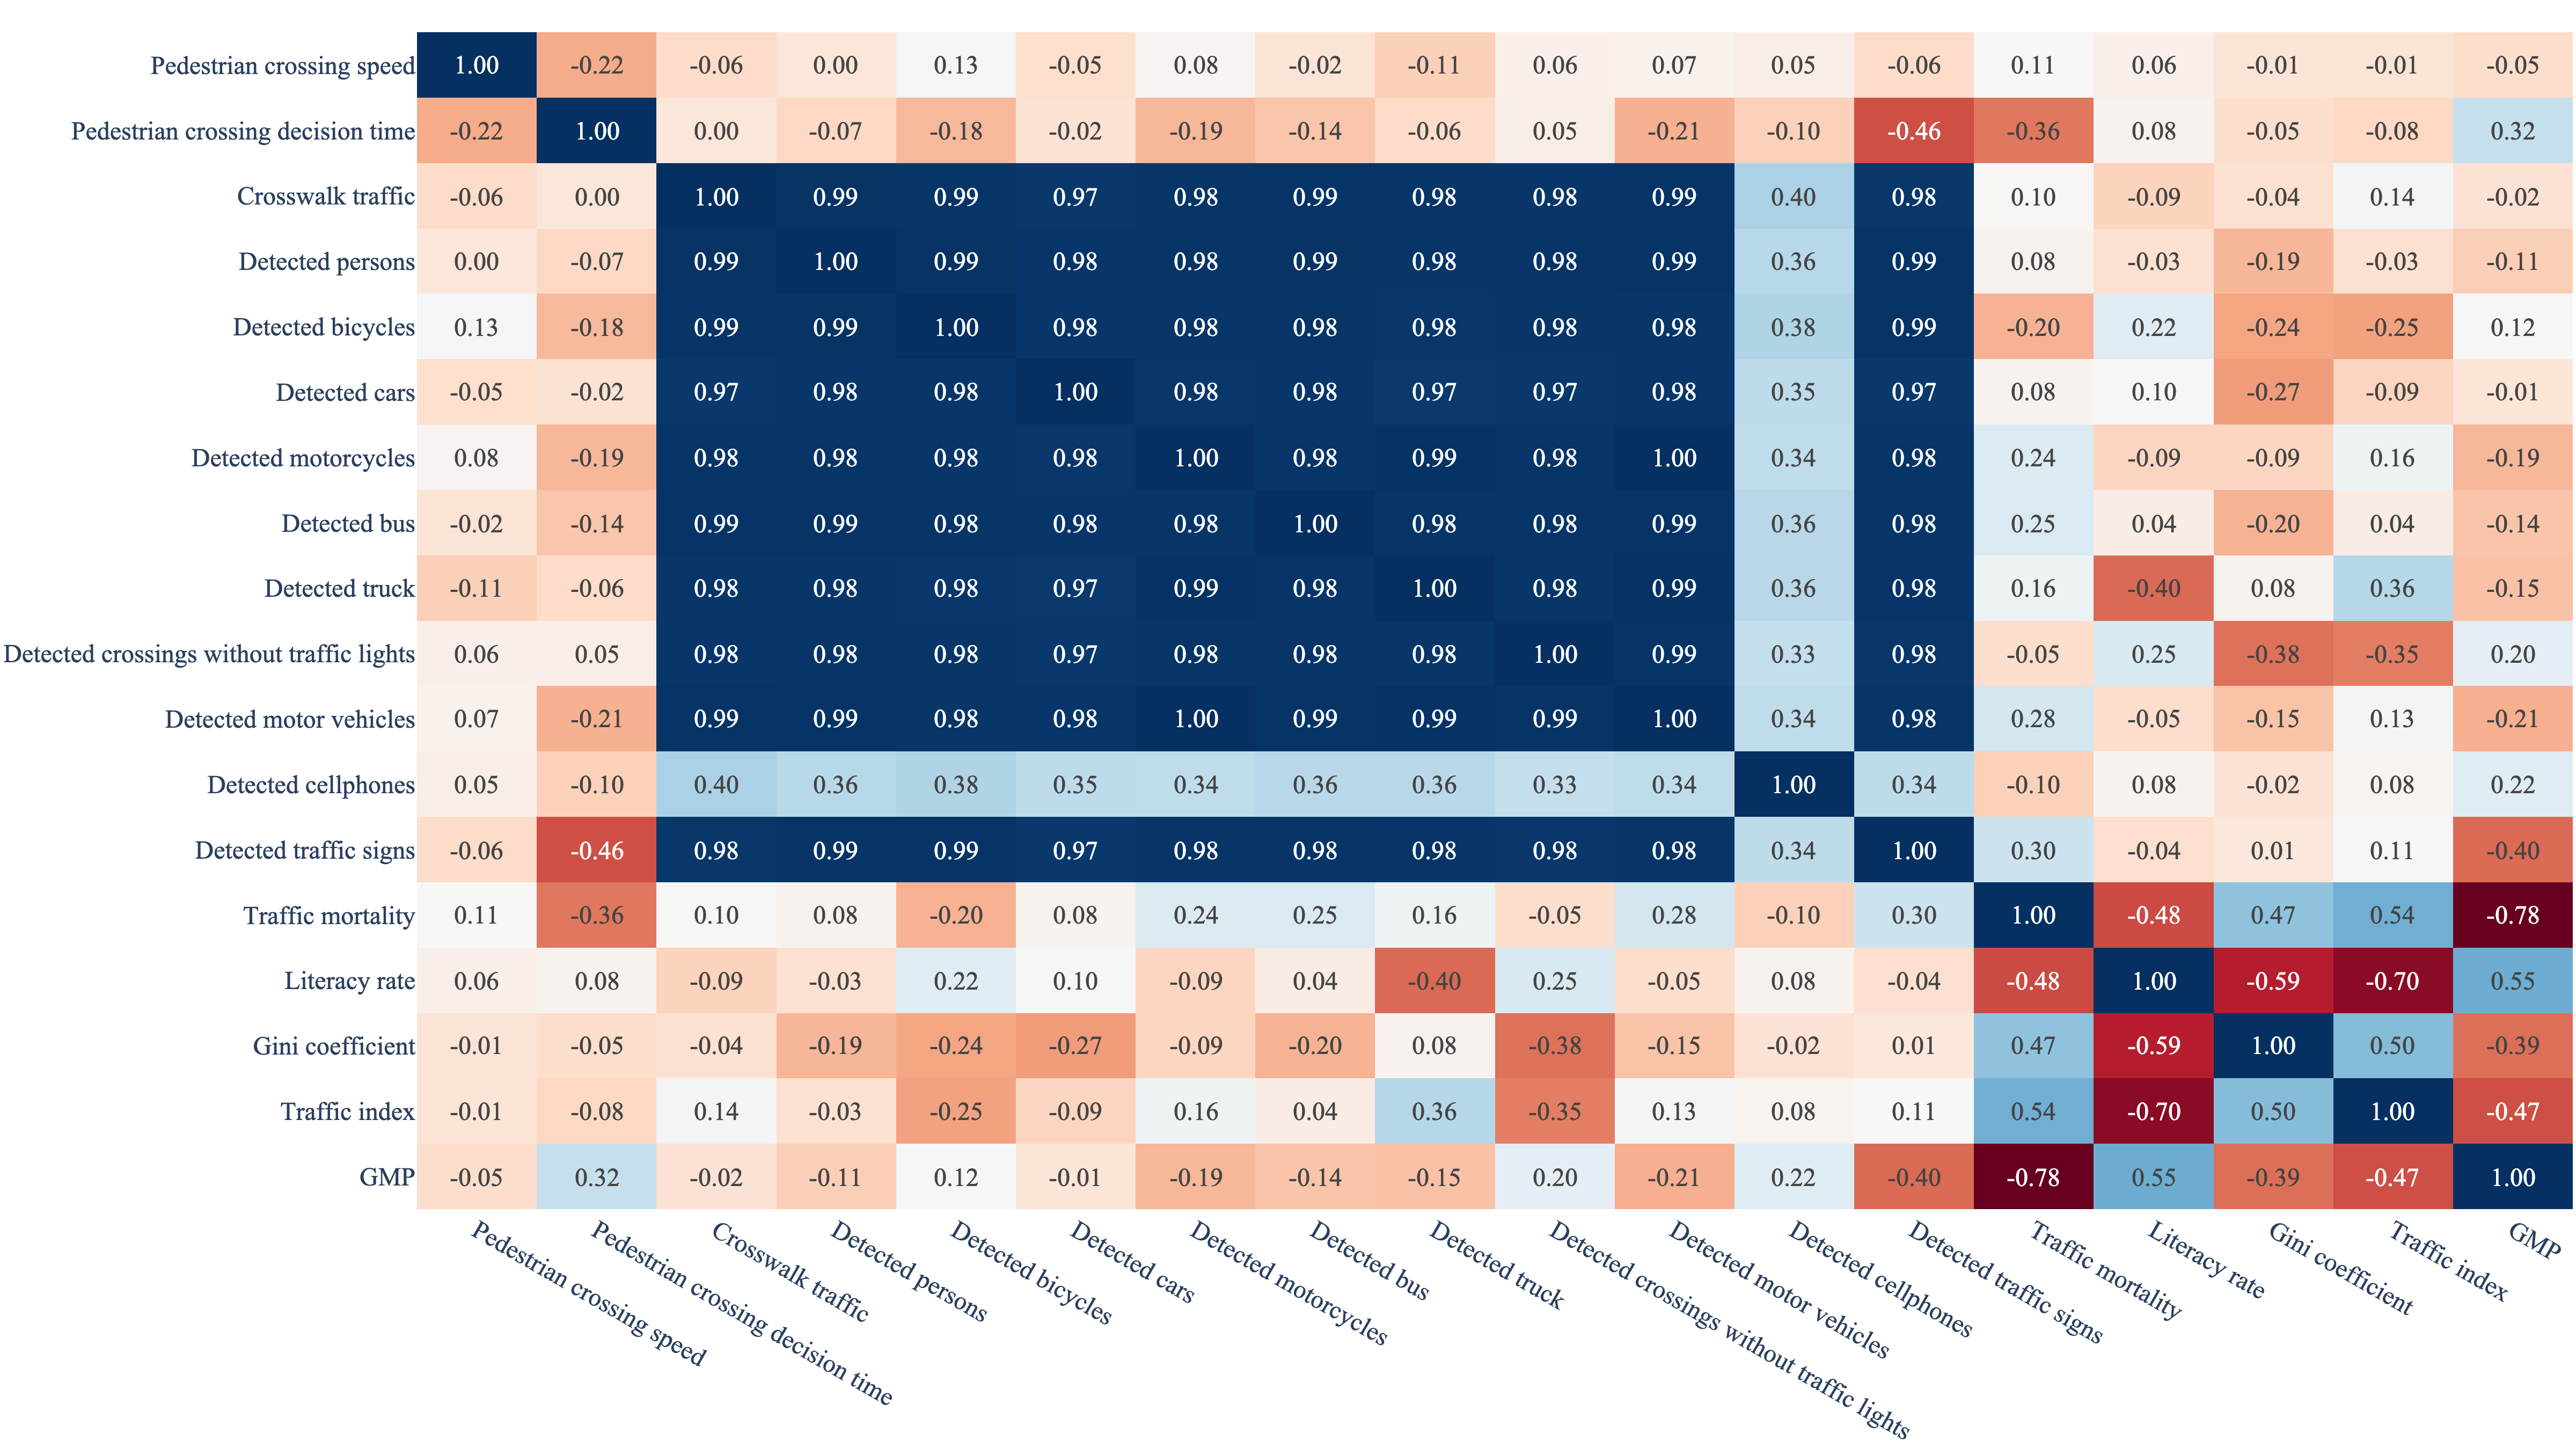 Pedestrian crossing speed 1.00 -0.22 -0.06 0.00 0.13 -0.05 0.08 -0.02 -0.11 0.06 0.07 0.05 -0.06 0.11 0.06 -0.01 -0.01 -0.05
Pedestrian crossing decision time -0.22 1.00 0.00 -0.07 -0.18 -0.02 -0.19 -0.14 -0.06 0.05 -0.21 -0.10 -0.46 -0.36 0.08 -0.05 -0.08 0.32
Crosswalk traffic -0.06 0.00 1.00 0.99 0.99 0.97 0.98 0.99 0.98 0.98 0.99 0.40 0.98 0.10 -0.09 -0.04 0.14 -0.02
Detected persons 0.00 -0.07 0.99 1.00 0.99 0.98 0.98 0.99 0.98 0.98 0.99 0.36 0.99 0.08 -0.03 -0.19 -0.03 -0.11
Detected bicycles 0.13 -0.18 0.99 0.99 1.00 0.98 0.98 0.98 0.98 0.98 0.98 0.38 0.99 -0.20 0.22 -0.24 -0.25 0.12
Detected cars -0.05 -0.02 0.97 0.98 0.98 1.00 0.98 0.98 0.97 0.97 0.98 0.35 0.97 0.08 0.10 -0.27 -0.09 -0.01
Detected motorcycles 0.08 -0.19 0.98 0.98 0.98 0.98 1.00 0.98 0.99 0.98 1.00 0.34 0.98 0.24 -0.09 -0.09 0.16 -0.19
Detected bus -0.02 -0.14 0.99 0.99 0.98 0.98 0.98 1.00 0.98 0.98 0.99 0.36 0.98 0.25 0.04 -0.20 0.04 -0.14
Detected truck -0.11 -0.06 0.98 0.98 0.98 0.97 0.99 0.98 1.00 0.98 0.99 0.36 0.98 0.16 -0.40 0.08 0.36 -0.15
Detected crossings without traffic lights 0.06 0.05 0.98 0.98 0.98 0.97 0.98 0.98 0.98 1.00 0.99 0.33 0.98 -0.05 0.25 -0.38 -0.35 0.20
Detected motor vehicles 0.07 -0.21 0.99 0.99 0.98 0.98 1.00 0.99 0.99 0.99 1.00 0.34 0.98 0.28 -0.05 -0.15 0.13 -0.21
Detected cellphones 0.05 -0.10 0.40 0.36 0.38 0.35 0.34 0.36 0.36 0.33 0.34 1.00 0.34 -0.10 0.08 -0.02 0.08 0.22
Detected traffic signs -0.06 -0.46 0.98 0.99 0.99 0.97 0.98 0.98 0.98 0.98 0.98 0.34 1.00 0.30 -0.04 0.01 0.11 -0.40
Traffic mortality 0.11 -0.36 0.10 0.08 -0.20 0.08 0.24 0.25 0.16 -0.05 0.28 -0.10 0.30 1.00 -0.48 0.47 0.54 -0.78
Literacy rate 0.06 0.08 -0.09 -0.03 0.22 0.10 -0.09 0.04 -0.40 0.25 -0.05 0.08 -0.04 -0.48 1.00 -0.59 -0.70 0.55
Gini coefficient -0.01 -0.05 -0.04 -0.19 -0.24 -0.27 -0.09 -0.20 0.08 -0.38 -0.15 -0.02 0.01 0.47 -0.59 1.00 0.50 -0.39
Traffic index -0.01 -0.08 0.14 -0.03 -0.25 -0.09 0.16 0.04 0.36 -0.35 0.13 0.08 0.11 0.54 -0.70 0.50 1.00 -0.47
GMP -0.05 0.32 -0.02 -0.11 0.12 -0.01 -0.19 -0.14 -0.15 0.20 -0.21 0.22 -0.40 -0.78 0.55 -0.39 -0.47 1.00
Pedestrian crossing speed
Pedestrian crossing decision time
Crosswalk traffic
Detected persons
Detected bicycles
Detected cars
Detected motorcycles
Detected bus
Detected truck
Detected crossings without traffic lights
Detected motor vehicles
Detected cellphones
Detected traffic signs
Traffic mortality
Literacy rate
Gini coefficient
Traffic index
GMP